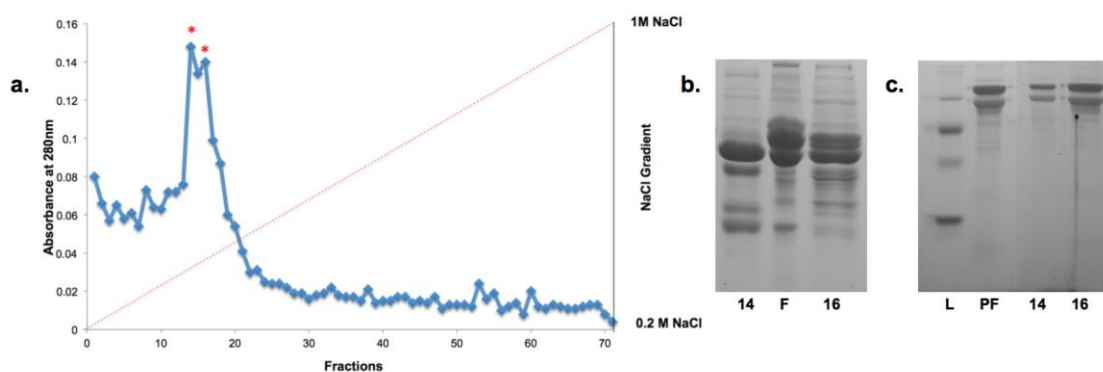 a.
Absorbance at 280nm
0.16
0.14
0.12
0.1
0.08
0.06
0.04
0.02
0
* *
0 10 20 30 40 50 60 70
Fractions
1M NaCl
NaCl Gradient
0.2 M NaCl
b.
14 F 16
c.
L PF 14 16